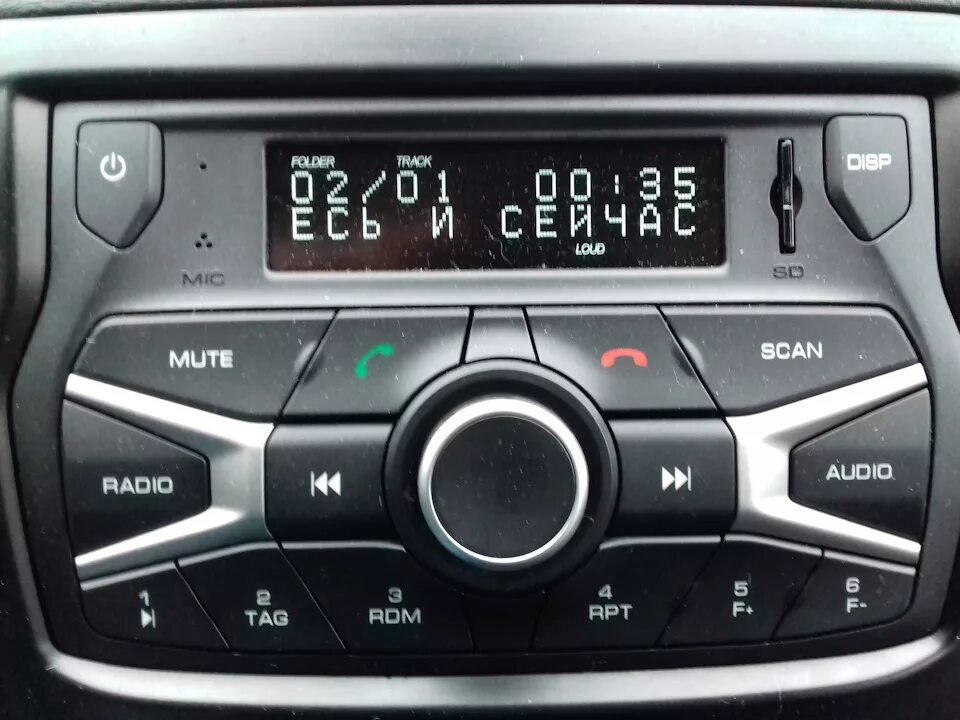 FOLDER TRACK
02/01 00:35
ЕСЬ И СЕЙЧАС
LOUD
DISP
MIC
SD
MUTE
SCAN
RADIO
AUDIO
1
2
TAG
3
RDM
4
RPT
5
F+
6
F-